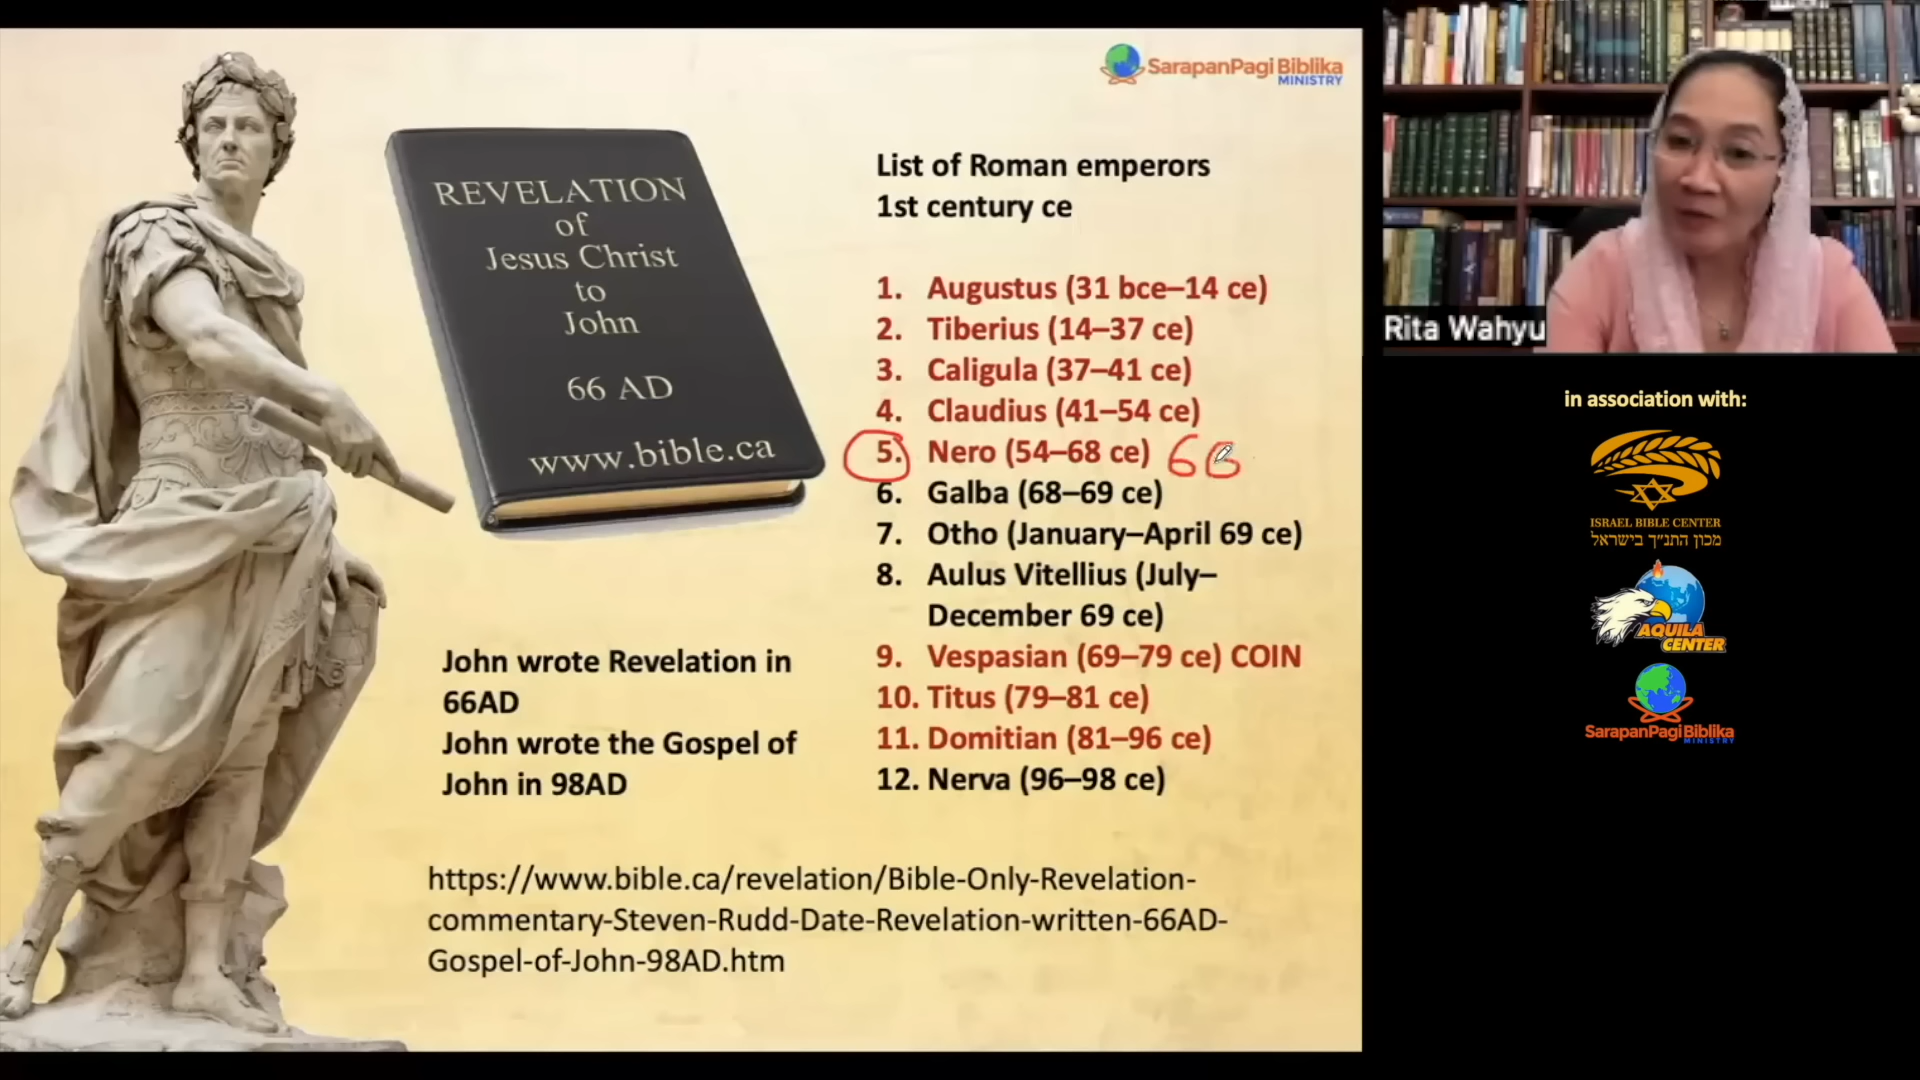 SarapanPagi Biblika
MINISTRY
REVELATION
of
Jesus Christ
to
John
66 AD
www.bible.ca
List of Roman emperors
1st century ce
1. Augustus (31 bce–14 ce)
2. Tiberius (14–37 ce)
3. Caligula (37–41 ce)
4. Claudius (41–54 ce)
5. Nero (54–68 ce) 66
6. Galba (68–69 ce)
7. Otho (January–April 69 ce)
8. Aulus Vitellius (July–
December 69 ce)
9. Vespasian (69–79 ce) COIN
10. Titus (79–81 ce)
11. Domitian (81–96 ce)
12. Nerva (96–98 ce)
John wrote Revelation in
66AD
John wrote the Gospel of
John in 98AD
https://www.bible.ca/revelation/Bible-Only-Revelation-
commentary-Steven-Rudd-Date-Revelation-written-66AD-
Gospel-of-John-98AD.htm
Rita Wahyu
in association with:
ISRAEL BIBLE CENTER
מכון התנ״ך בישראל
AQUILA
CENTER
SarapanPagi Biblika
MINISTRY